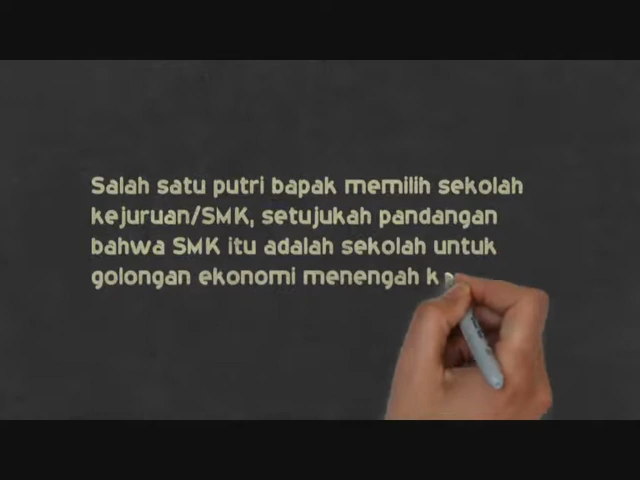 Salah satu putri bapak memilih sekolah
kejuruan/SMK, setujukah pandangan
bahwa SMK itu adalah sekolah untuk
golongan ekonomi menengah k